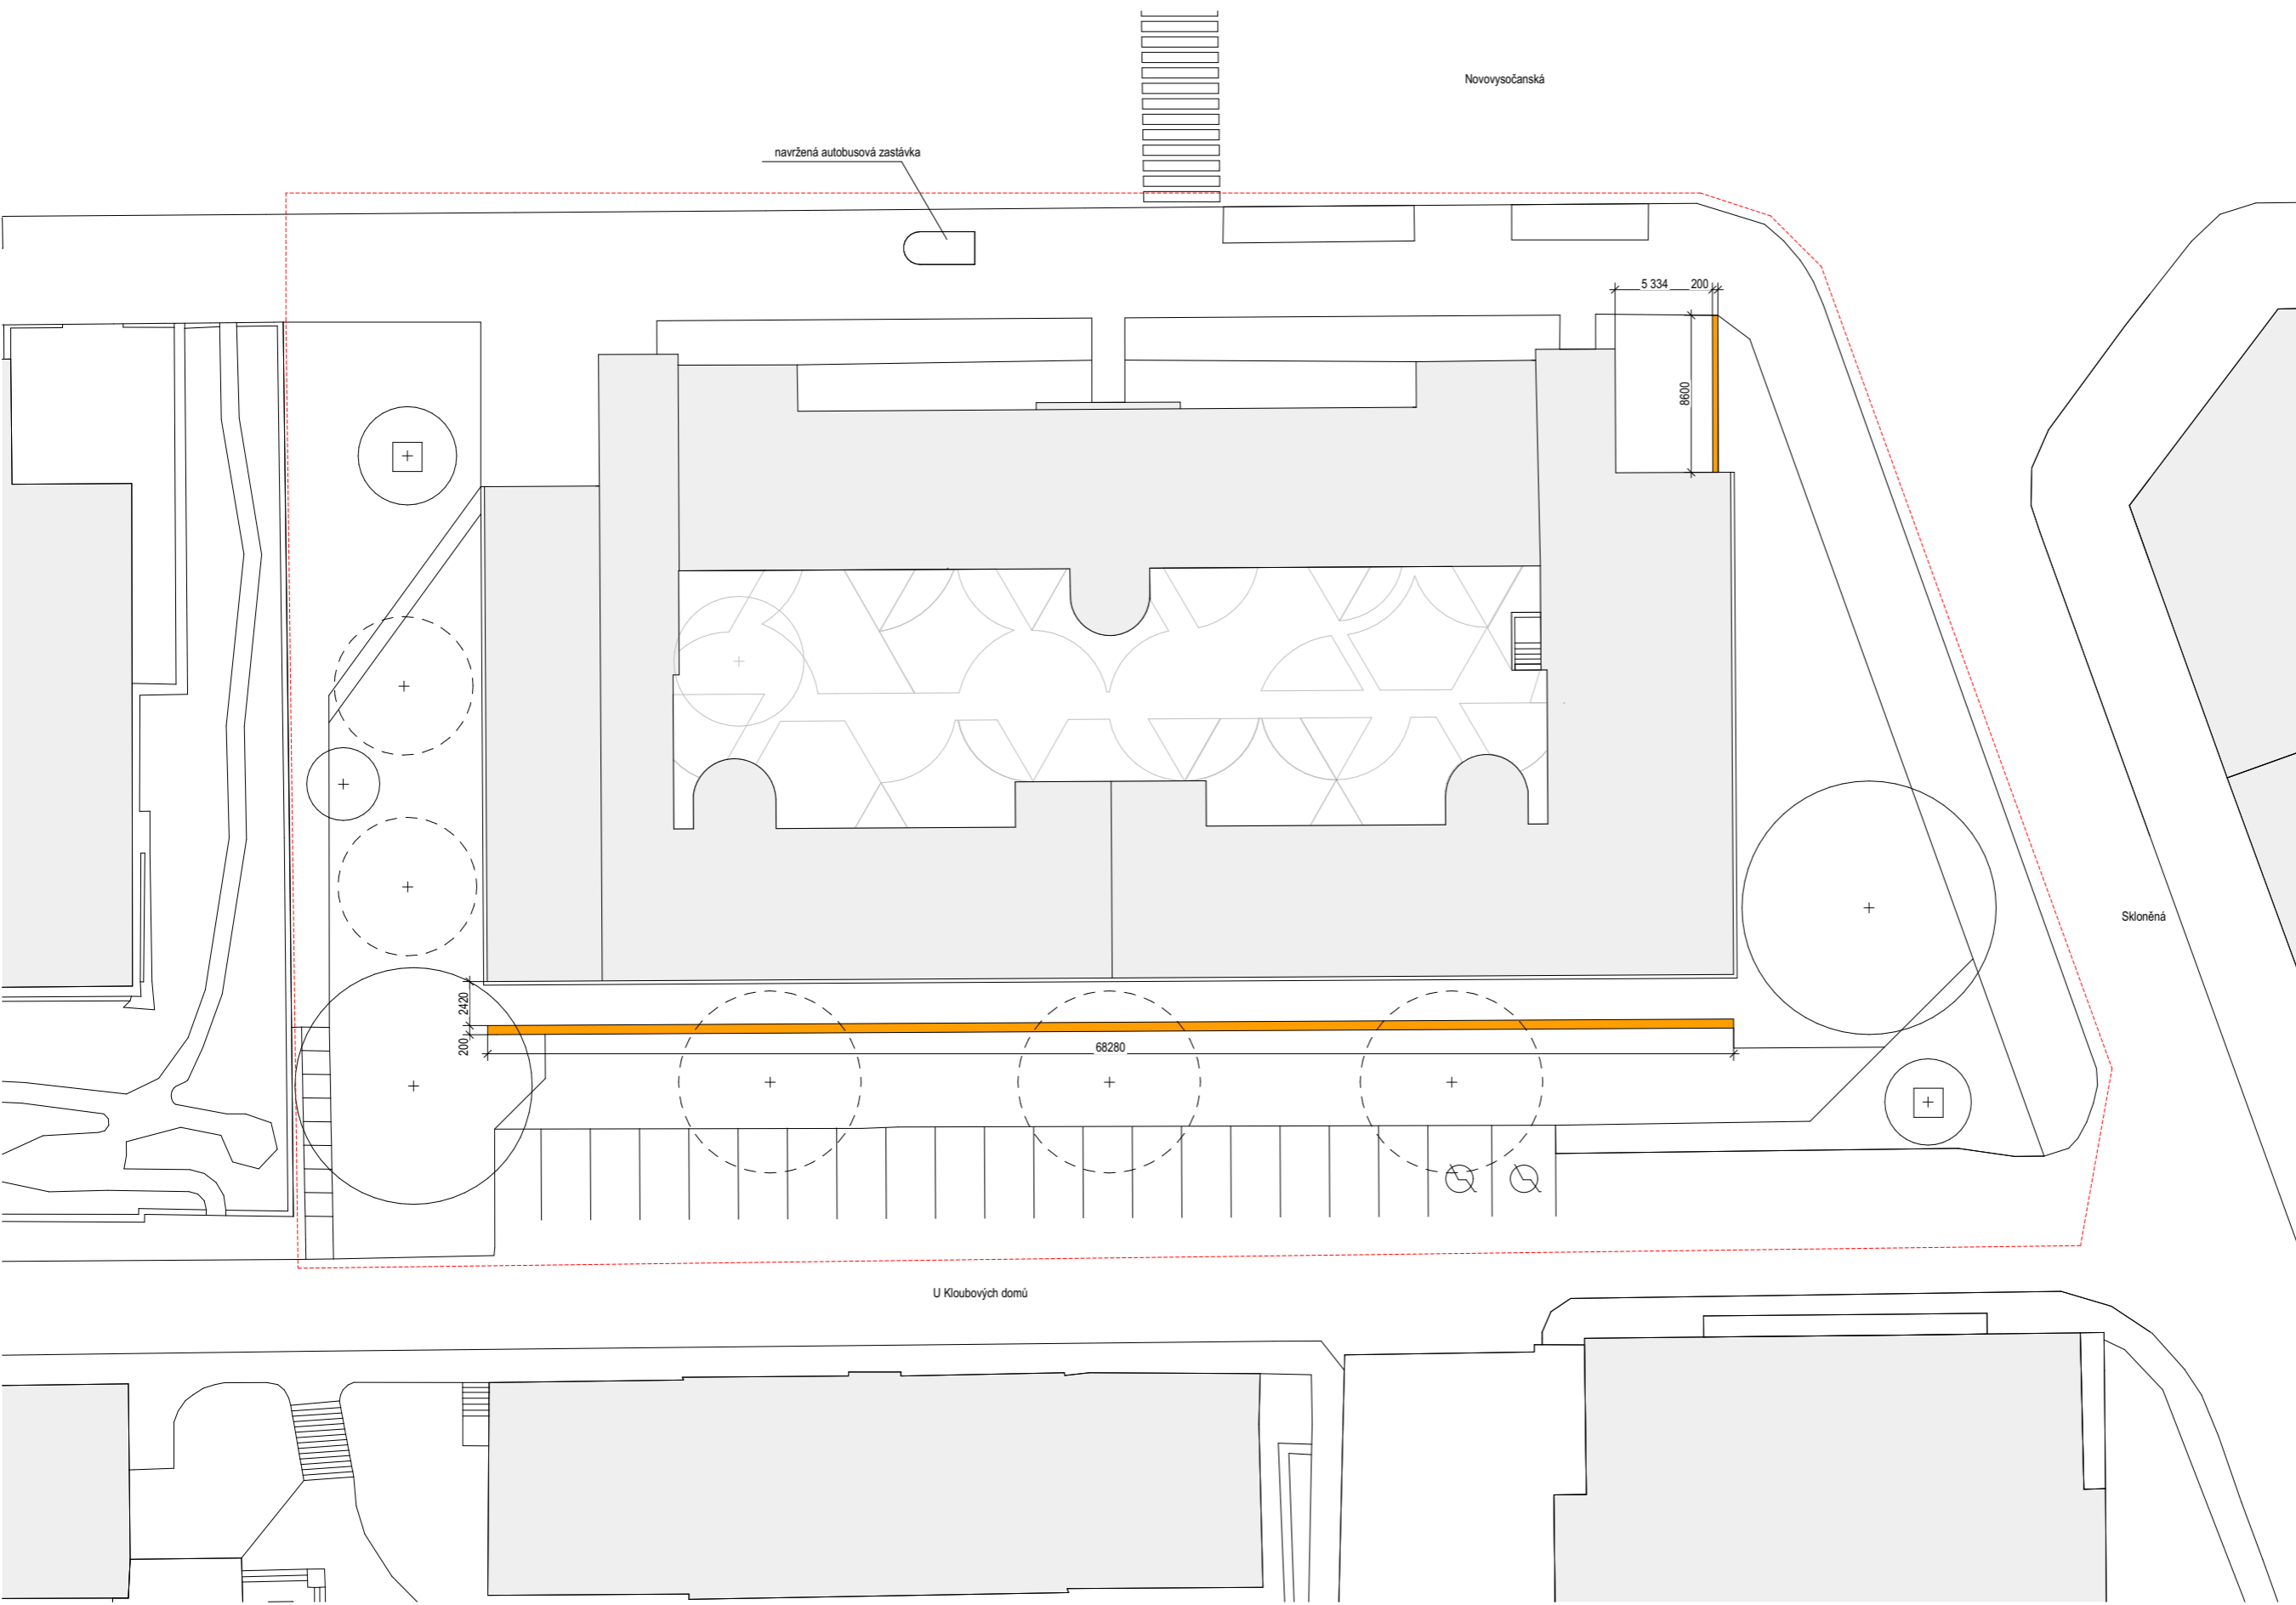 Novovysočanská
navržená autobusová zastávka
5 334
200
8600
Skloněná
2420
200
68280
U Kloubových domů